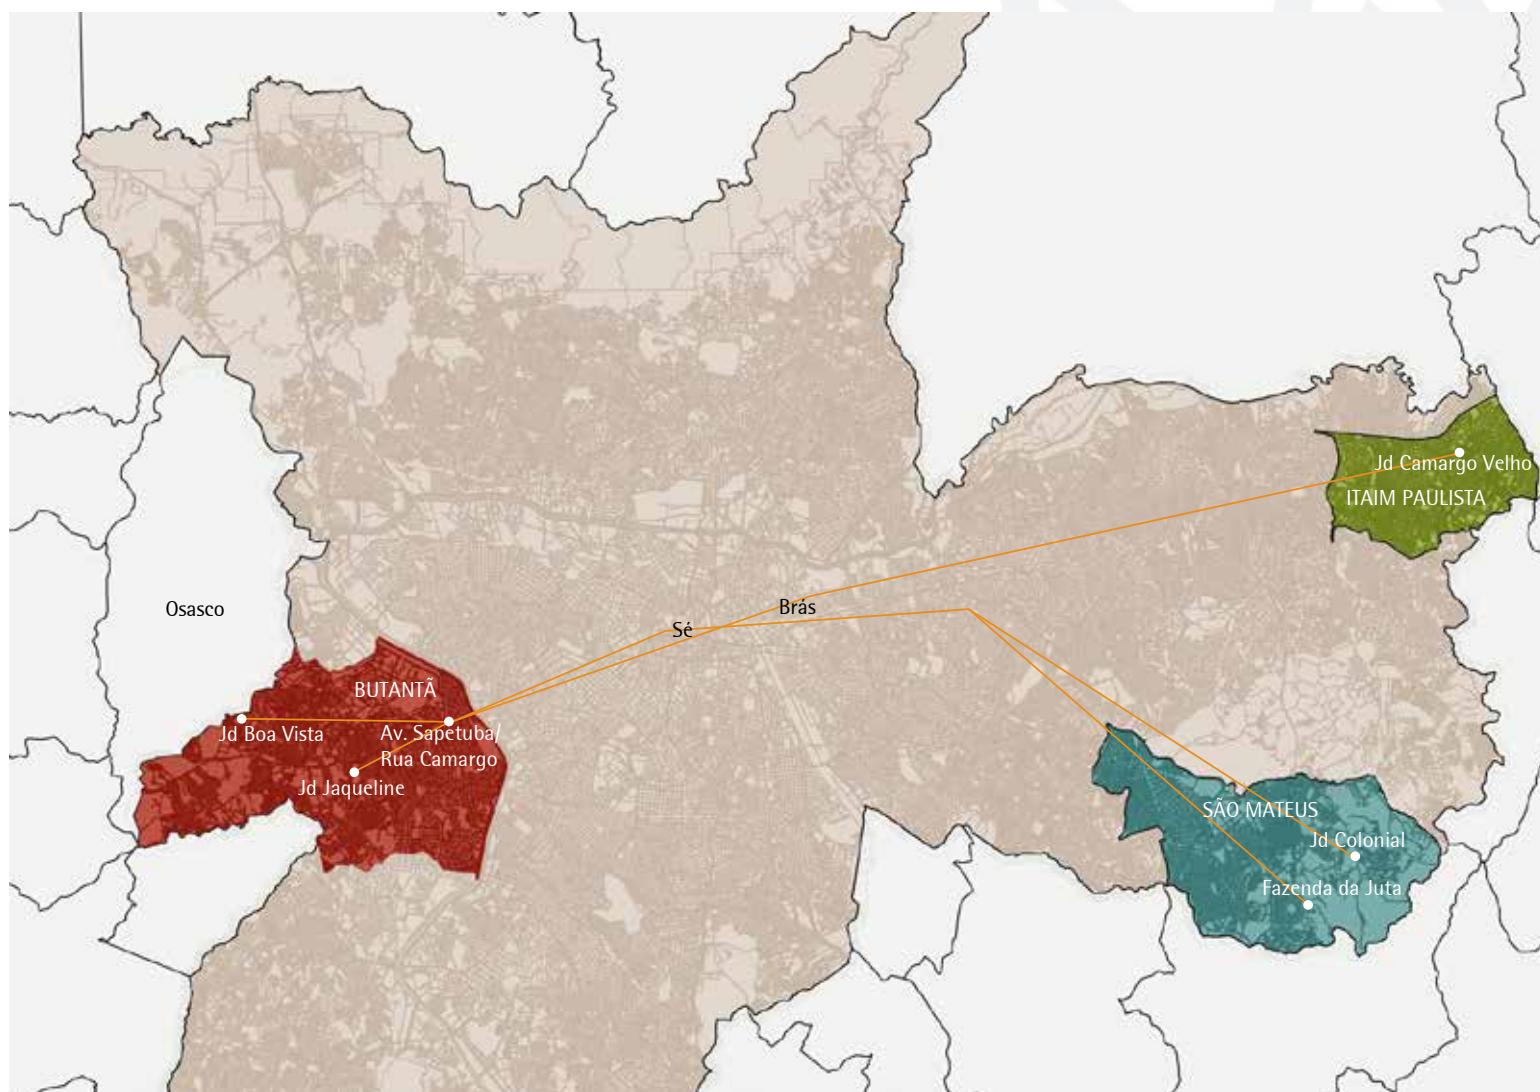 Jd Camargo Velho
ITAIM PAULISTA
Osasco
Brás
Sé
BUTANTÃ
Jd Boa Vista
Av. Sapetuba/
Rua Camargo
Jd Jaqueline
SÃO MATEUS
Jd Colonial
Fazenda da Juta